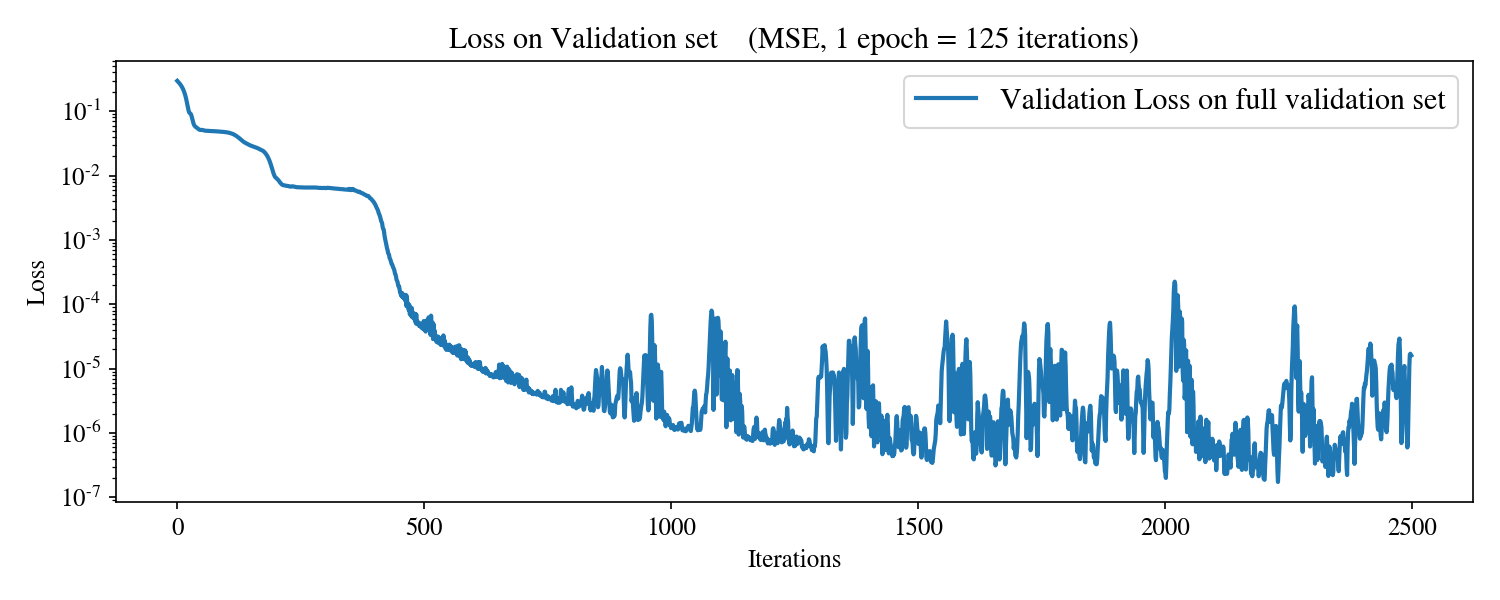 Loss on Validation set (MSE, 1 epoch = 125 iterations)
Validation Loss on full validation set
10^-1
10^-2
10^-3
10^-4
10^-5
10^-6
10^-7
Loss
0 500 1000 1500 2000 2500
Iterations